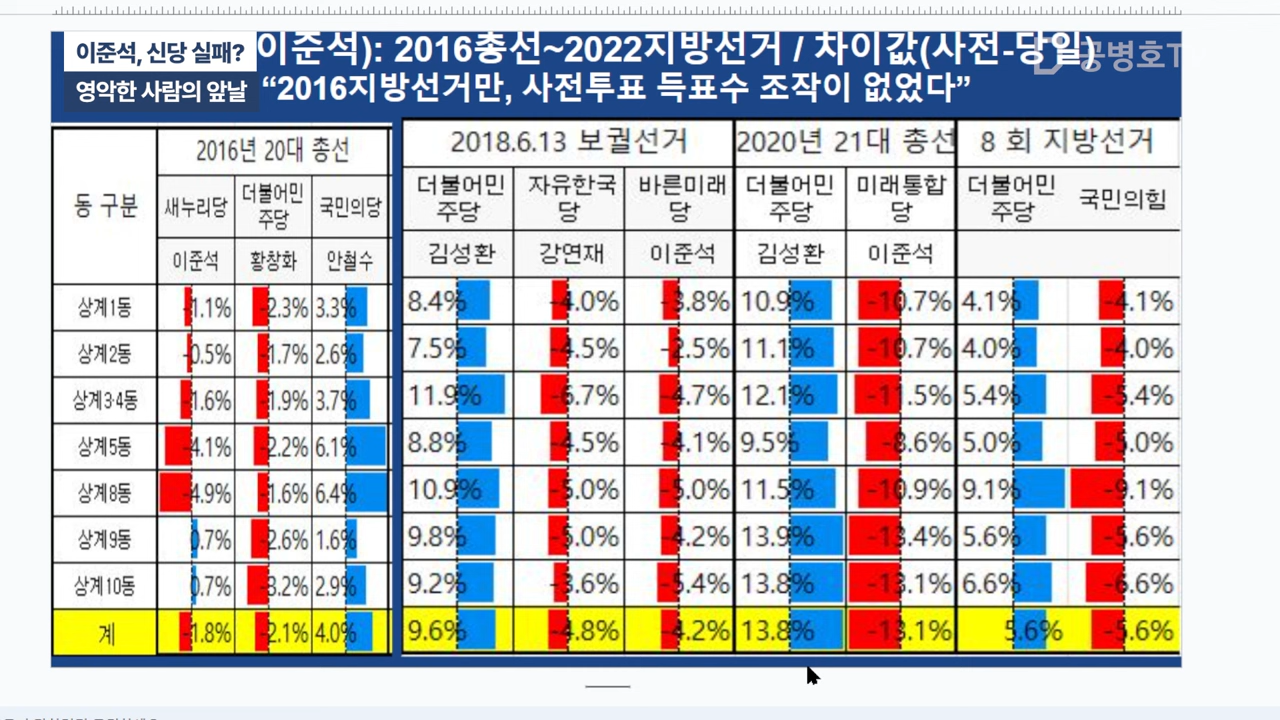 이준석, 신당 실패?
영악한 사람의 앞날
이준석): 2016총선~2022지방선거 / 차이값(사전-당일)
“2016지방선거만, 사전투표 득표수 조작이 없었다”
공병호TV
동 구분 2016년 20대 총선 2018.6.13 보궐선거 2020년 21대 총선 8 회 지방선거
새누리당 더불어민주당 국민의당 더불어민주당 자유한국당 바른미래당 더불어민주당 미래통합당 더불어민주당 국민의힘
이준석 황창화 안철수 김성환 강연재 이준석 김성환 이준석
상계1동 -1.1% -2.3% 3.3% 8.4% -4.0% -3.8% 10.9% -10.7% 4.1% -4.1%
상계2동 -0.5% -1.7% 2.6% 7.5% -4.5% -2.5% 11.1% -10.7% 4.0% -4.0%
상계3·4동 -1.6% -1.9% 3.7% 11.9% -6.7% -4.7% 12.1% -11.5% 5.4% -5.4%
상계5동 -4.1% -2.2% 6.1% 8.8% -4.5% -4.1% 9.5% -8.6% 5.0% -5.0%
상계8동 -4.9% -1.6% 6.4% 10.9% -5.0% -5.0% 11.5% -10.9% 9.1% -9.1%
상계9동 0.7% -2.6% 1.6% 9.8% -5.0% -4.2% 13.9% -13.4% 5.6% -5.6%
상계10동 0.7% -3.2% 2.9% 9.2% -3.6% -5.4% 13.8% -13.1% 6.6% -6.6%
계 -1.8% -2.1% 4.0% 9.6% -4.8% -4.2% 13.8% -13.1% 5.6% -5.6%